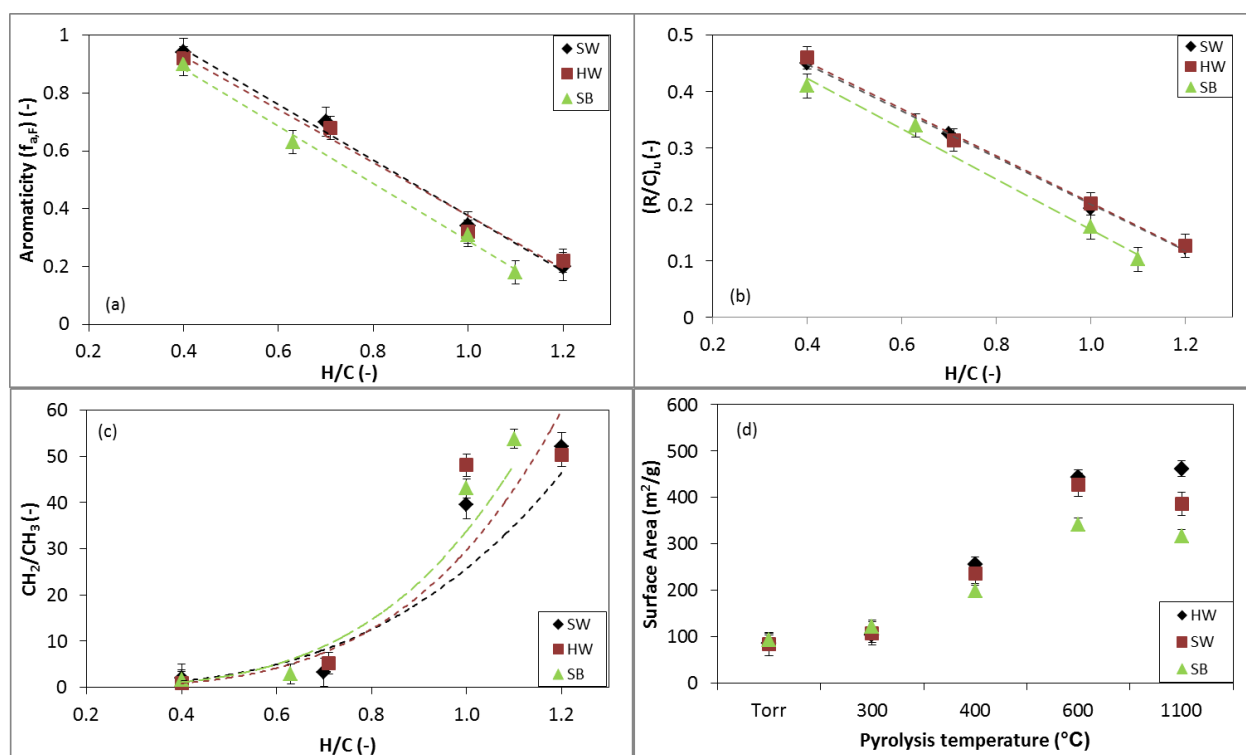 1
0.8
0.6
0.4
0.2
0
Aromaticity (fa,F) (-)
SW
HW
SB
(a)
0.2 0.4 0.6 0.8 1.0 1.2
H/C (-)
0.5
0.4
0.3
0.2
0.1
0
(R/C)u (-)
SW
HW
SB
(b)
0.2 0.4 0.6 0.8 1.0 1.2
H/C (-)
60
50
40
30
20
10
0
CH2/CH3 (-)
(c)
SW
HW
SB
0.2 0.4 0.6 0.8 1.0 1.2
H/C (-)
600
500
400
300
200
100
0
Surface Area (m²/g)
(d)
HW
SW
SB
Torr 300 400 600 1100
Pyrolysis temperature (°C)